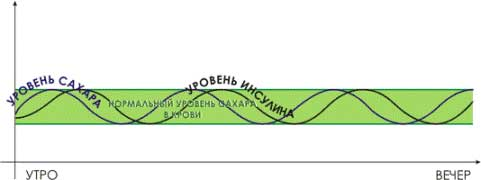 УРОВЕНЬ САХАРА
УРОВЕНЬ ИНСУЛИНА
НОРМАЛЬНЫЙ УРОВЕНЬ САХАРА
В КРОВИ
УТРО
ВЕЧЕР